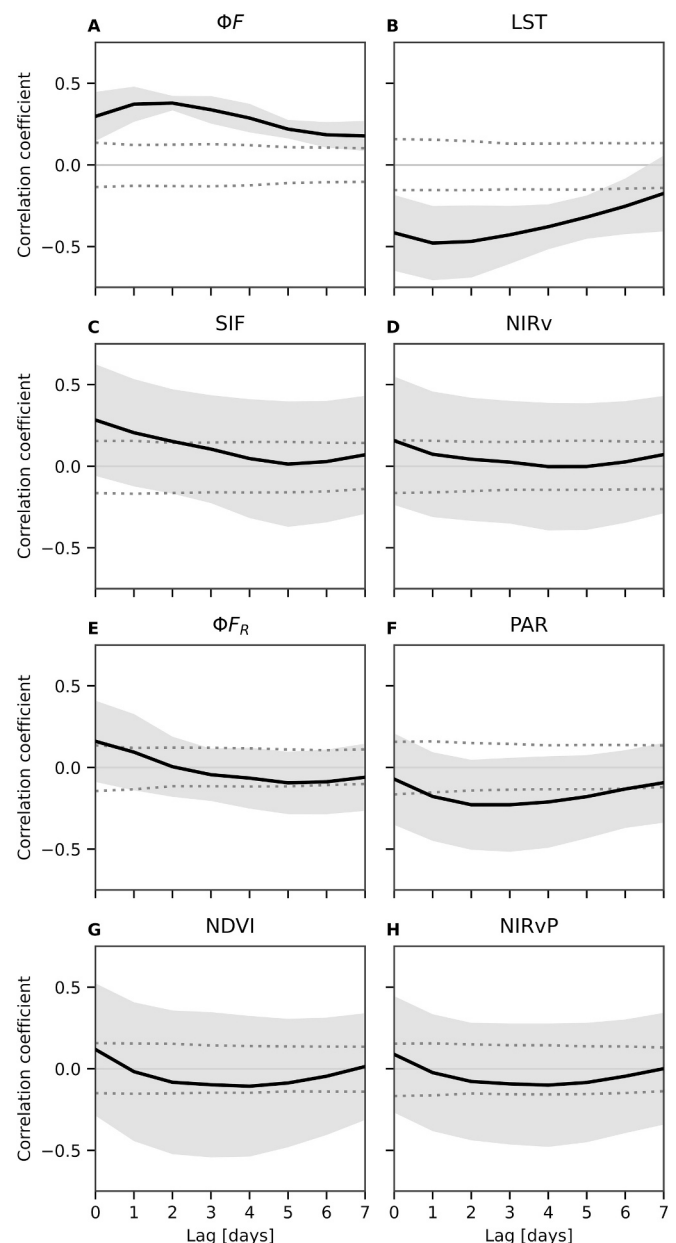 A ΦF B LST
Correlation coefficient
0.5
0.0
−0.5
C SIF D NIRv
Correlation coefficient
0.5
0.0
−0.5
E ΦF_R F PAR
Correlation coefficient
0.5
0.0
−0.5
G NDVI H NIRvP
Correlation coefficient
0.5
0.0
−0.5
0 1 2 3 4 5 6 7 0 1 2 3 4 5 6 7
Lag [days] Lag [days]